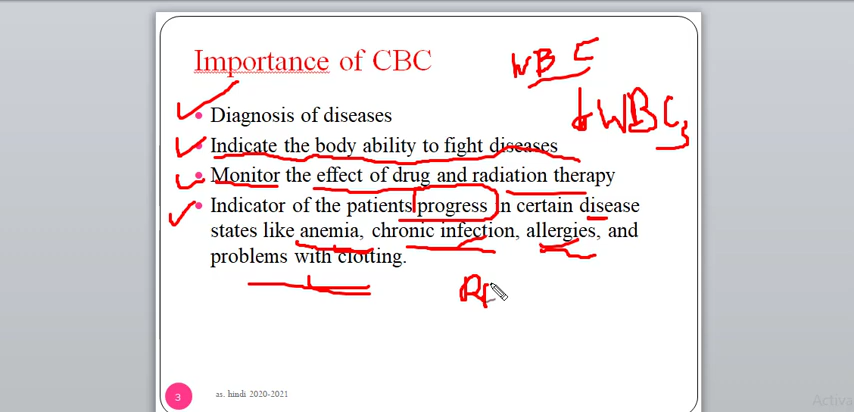 Importance of CBC
WBC
↓WBCs
• Diagnosis of diseases
• Indicate the body ability to fight diseases
• Monitor the effect of drug and radiation therapy
• Indicator of the patients progress in certain disease
states like anemia, chronic infection, allergies, and
problems with clotting.
3
as. hindi 2020-2021
Activa